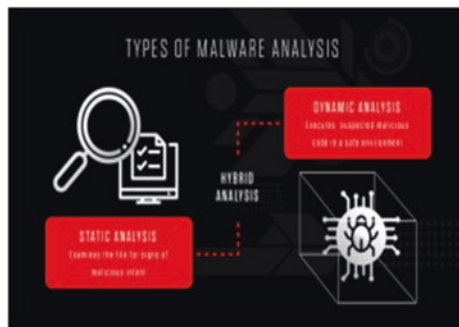 TYPES OF MALWARE ANALYSIS
DYNAMIC ANALYSIS
Executes suspected malicious
code in a safe environment
HYBRID
ANALYSIS
STATIC ANALYSIS
Examines the file for signs of
malicious intent